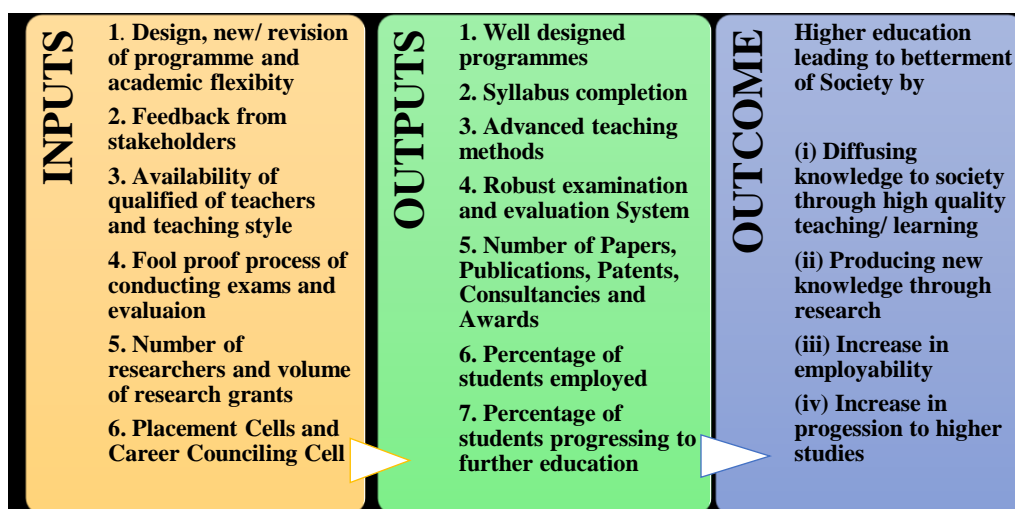 INPUTS
1. Design, new/ revision
of programme and
academic flexibity
2. Feedback from
stakeholders
3. Availability of
qualified of teachers
and teaching style
4. Fool proof process of
conducting exams and
evaluaion
5. Number of
researchers and volume
of research grants
6. Placement Cells and
Career Counciling Cell
OUTPUTS
1. Well designed
programmes
2. Syllabus completion
3. Advanced teaching
methods
4. Robust examination
and evaluation System
5. Number of Papers,
Publications, Patents,
Consultancies and
Awards
6. Percentage of
students employed
7. Percentage of
students progressing to
further education
OUTCOME
Higher education
leading to betterment
of Society by
(i) Diffusing
knowledge to society
through high quality
teaching/ learning
(ii) Producing new
knowledge through
research
(iii) Increase in
employability
(iv) Increase in
progession to higher
studies